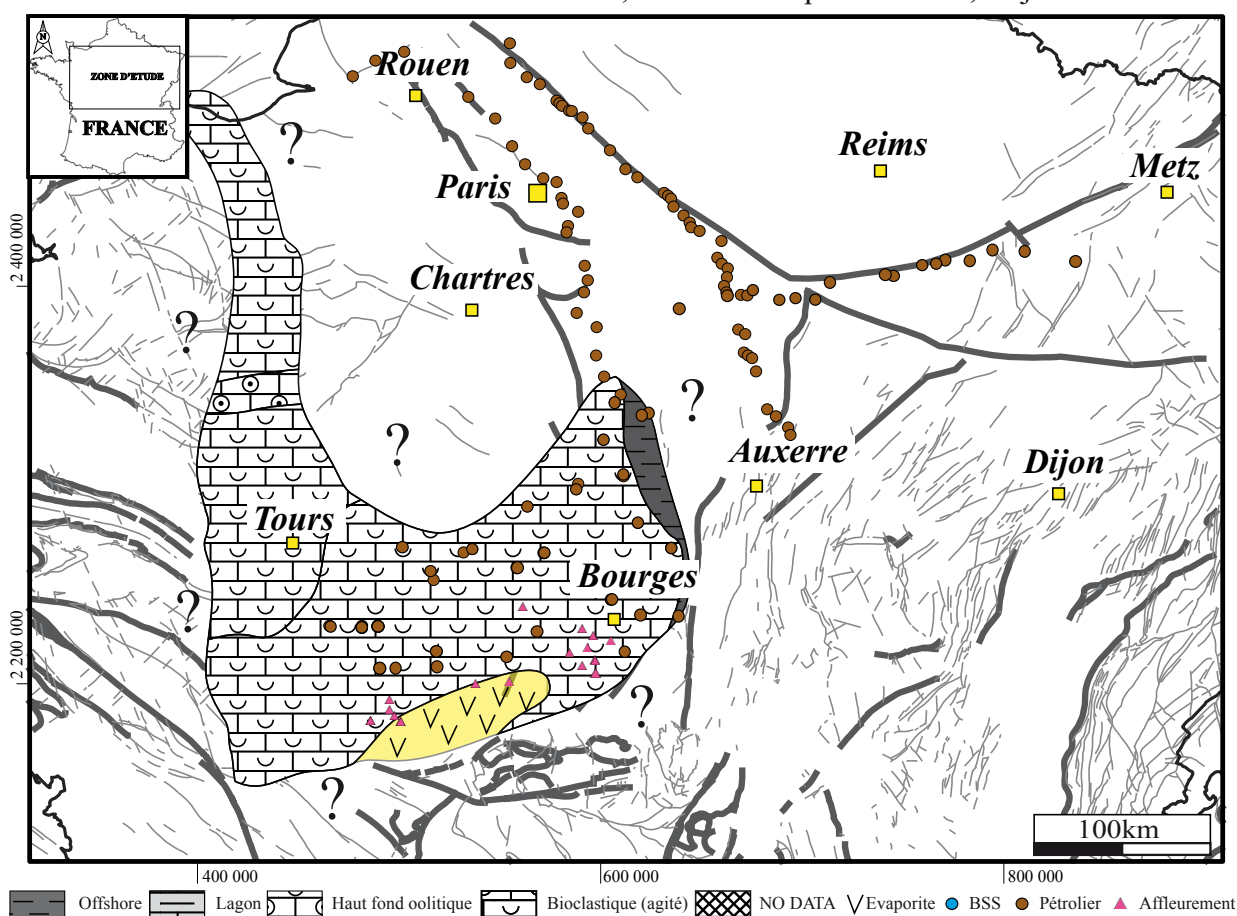 N
ZONE D'ETUDE
FRANCE
Rouen
?
Reims
Metz
Paris
2 400 000
Chartres
?
?
?
Auxerre
Dijon
Tours
Bourges
?
2 200 000
?
?
100km
400 000
600 000
800 000
Offshore
Lagon
Haut fond oolitique
Bioclastique (agité)
NO DATA
Evaporite
BSS
Pétrolier
Affleurement